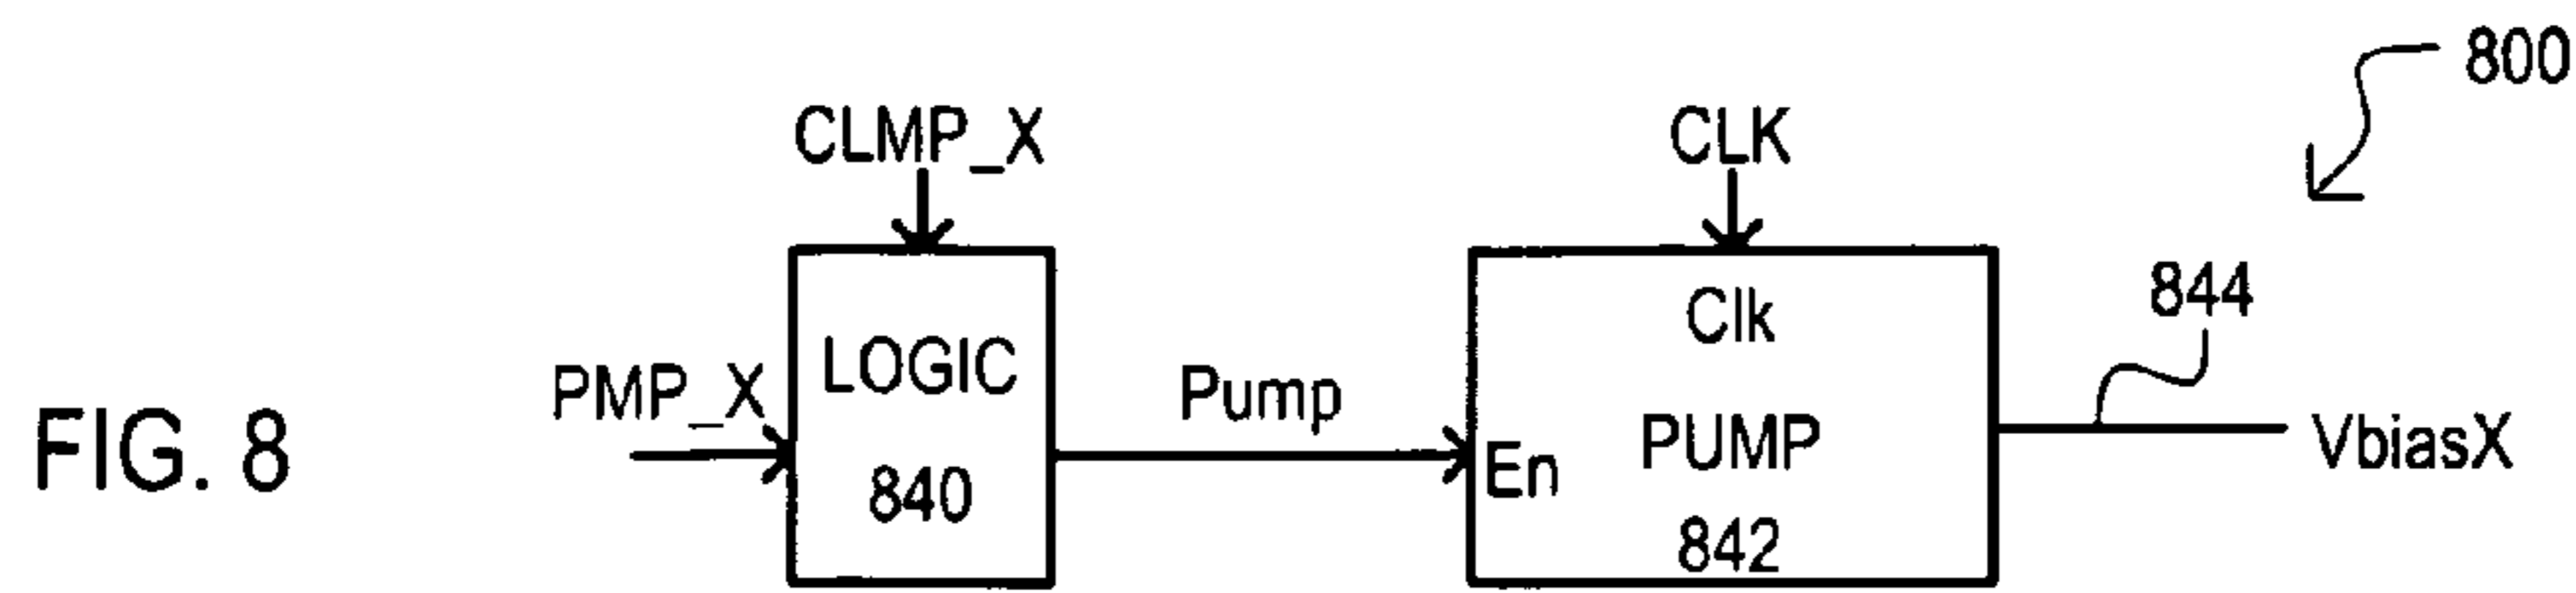 800
CLMP_X
CLK
844
Clk
LOGIC
PMP_X
Pump
PUMP
En
VbiasX
840
842
FIG. 8